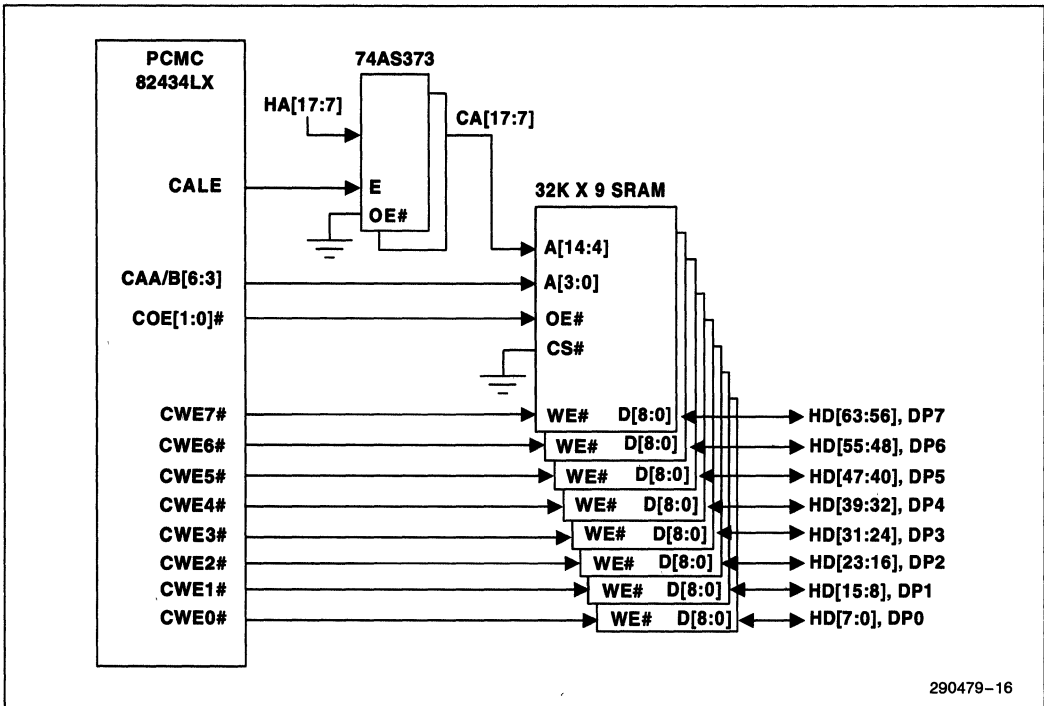 PCMC
82434LX
74AS373
HA[17:7]
CA[17:7]
CALE
E
OE#
32K X 9 SRAM
A[14:4]
CAA/B[6:3]
A[3:0]
COE[1:0]#
OE#
CS#
CWE7#
WE# D[8:0]
HD[63:56], DP7
CWE6#
WE# D[8:0]
HD[55:48], DP6
CWE5#
WE# D[8:0]
HD[47:40], DP5
CWE4#
WE# D[8:0]
HD[39:32], DP4
CWE3#
WE# D[8:0]
HD[31:24], DP3
CWE2#
WE# D[8:0]
HD[23:16], DP2
CWE1#
WE# D[8:0]
HD[15:8], DP1
CWE0#
WE# D[8:0]
HD[7:0], DP0
290479-16